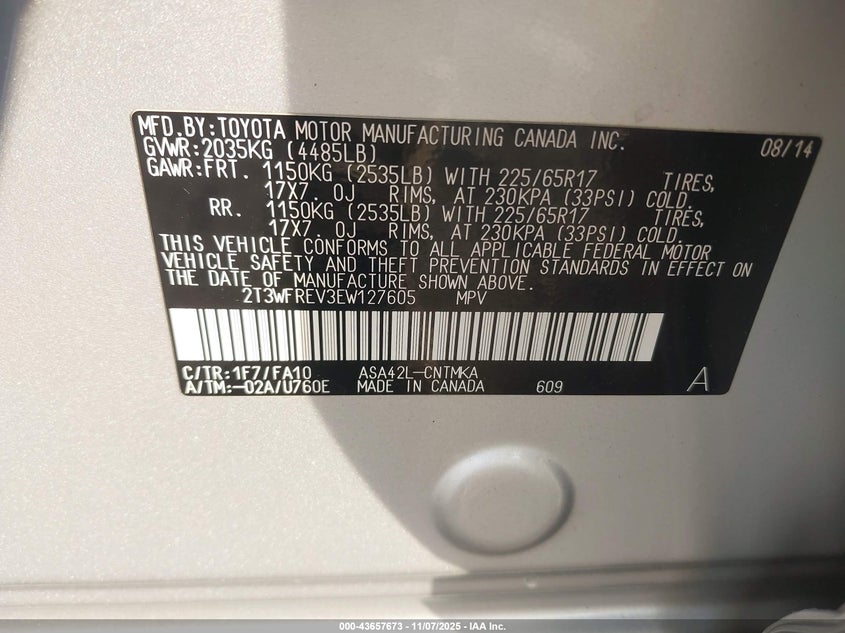 MFD.BY:TOYOTA MOTOR MANUFACTURING CANADA INC. 08/14
GVWR:2035KG (4485LB)
GAWR:FRT. 1150KG (2535LB) WITH 225/65R17 TIRES,
17X7.0J RIMS, AT 230KPA (33PSI) COLD.
RR. 1150KG (2535LB) WITH 225/65R17 TIRES,
17X7.0J RIMS, AT 230KPA (33PSI) COLD.
THIS VEHICLE CONFORMS TO ALL APPLICABLE FEDERAL MOTOR
VEHICLE SAFETY AND THEFT PREVENTION STANDARDS IN EFFECT ON
THE DATE OF MANUFACTURE SHOWN ABOVE.
2T3WFREV3EW127605 MPV
C/TR:1F7/FA10 ASA42L-CNTMKA
A/TM:-02A/U760E MADE IN CANADA 609 A
000-43657673 - 11/07/2025 - IAA Inc.